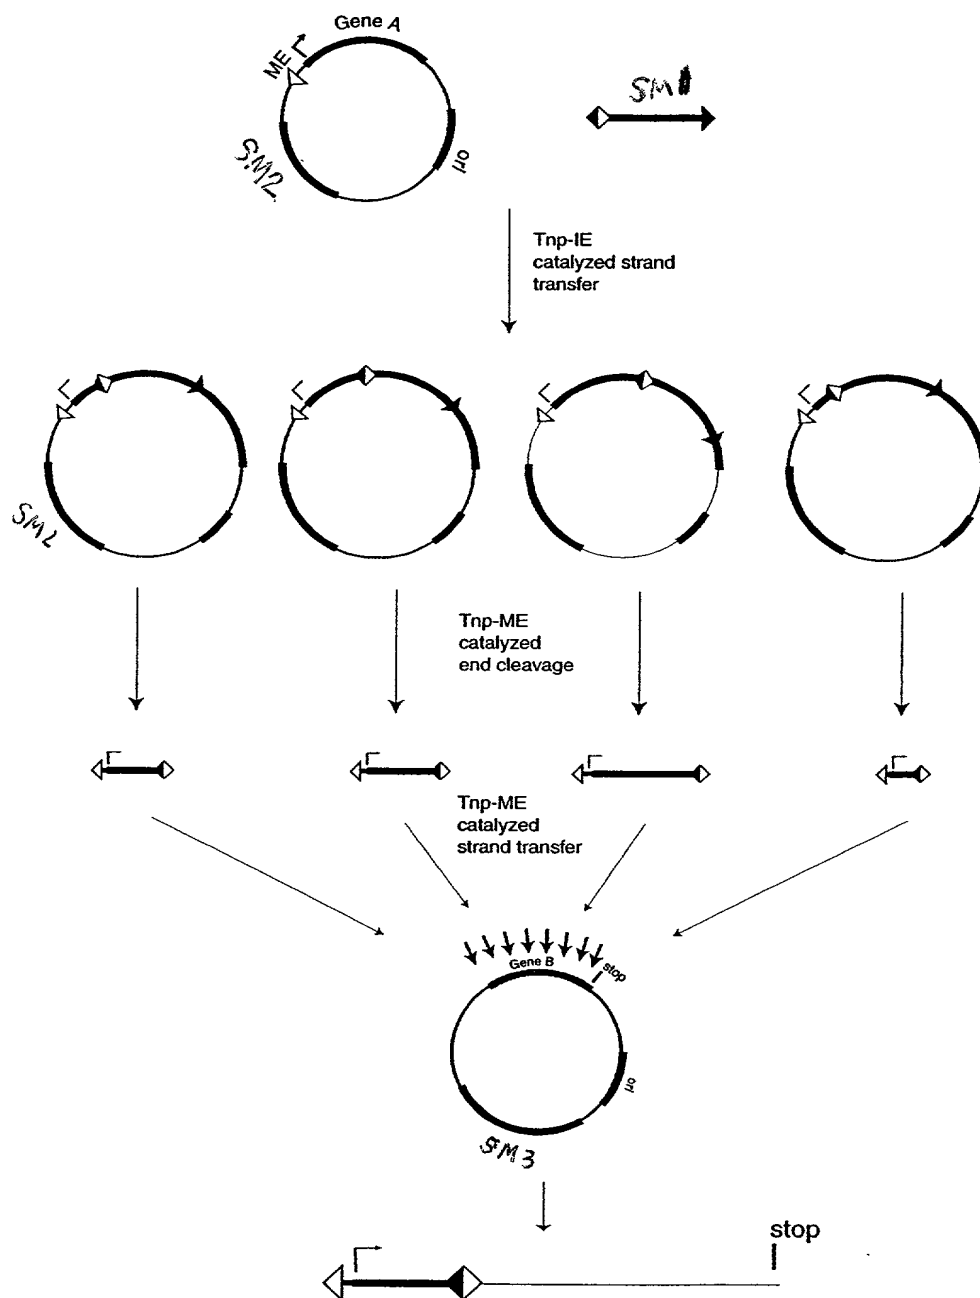 Gene A
ME
SM1
SM2
ori
Tnp-IE
catalyzed strand
transfer
SM2
Tnp-ME
catalyzed
end cleavage
Tnp-ME
catalyzed
strand transfer
Gene B
stop
ori
SM3
stop